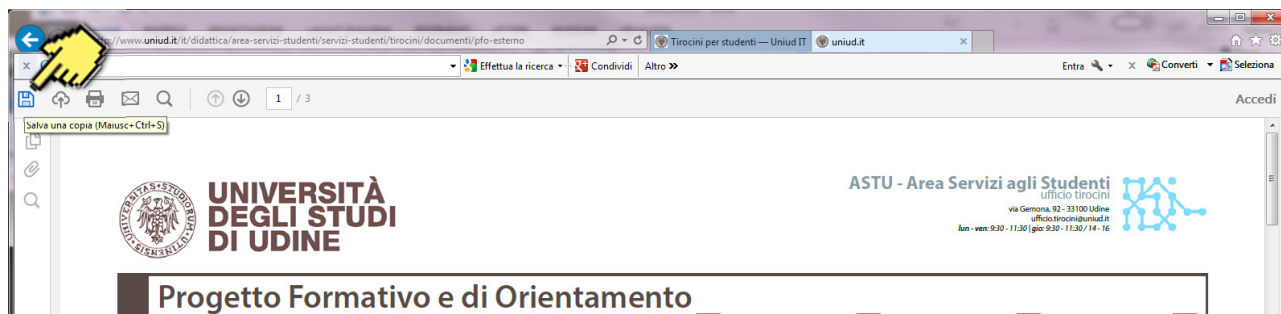 ://www.uniud.it/it/didattica/area-servizi-studenti/servizi-studenti/tirocini/documenti/pfo-esterno
Tirocini per studenti — Uniud IT
uniud.it
Effettua la ricerca
Condividi
Altro »
Entra
Converti
Seleziona
1 / 3
Accedi
Salva una copia (Maiusc+Ctrl+S)
UNIVERSITÀ
DEGLI STUDI
DI UDINE
ASTU - Area Servizi agli Studenti
ufficio tirocini
via Gemona, 92 - 33100 Udine
ufficio.tirocini@uniud.it
lun - ven: 9:30 - 11:30 | gio: 9:30 - 11:30 / 14 - 16
Progetto Formativo e di Orientamento